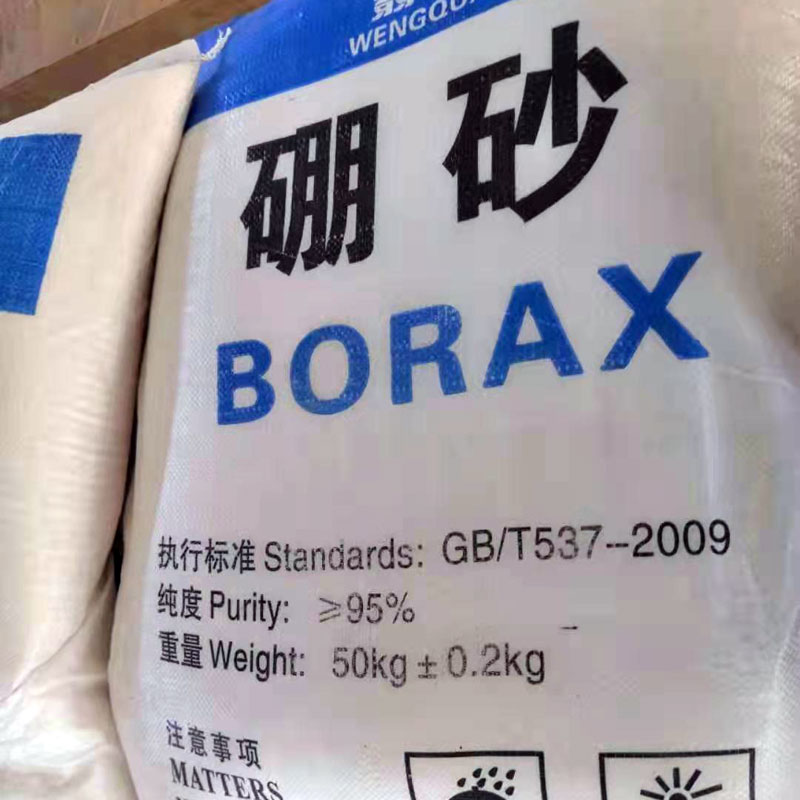 WENGQU
硼砂
BORAX
执行标准 Standards: GB/T537--2009
纯度 Purity: ≥95%
重量 Weight: 50kg ± 0.2kg
注意事项
MATTERS